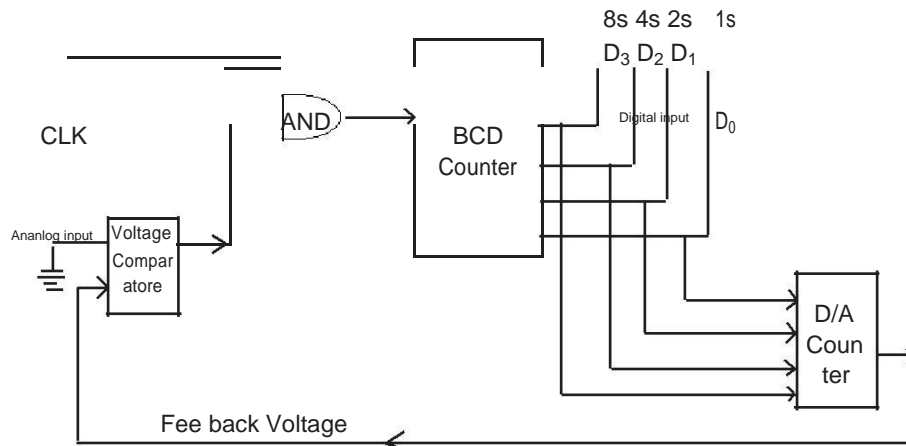 8s 4s 2s 1s
D3 D2 D1
Digital input
D0
AND
CLK
BCD
Counter
Ananlog input
Voltage
Compar
atore
D/A
Coun
ter
Fee back Voltage